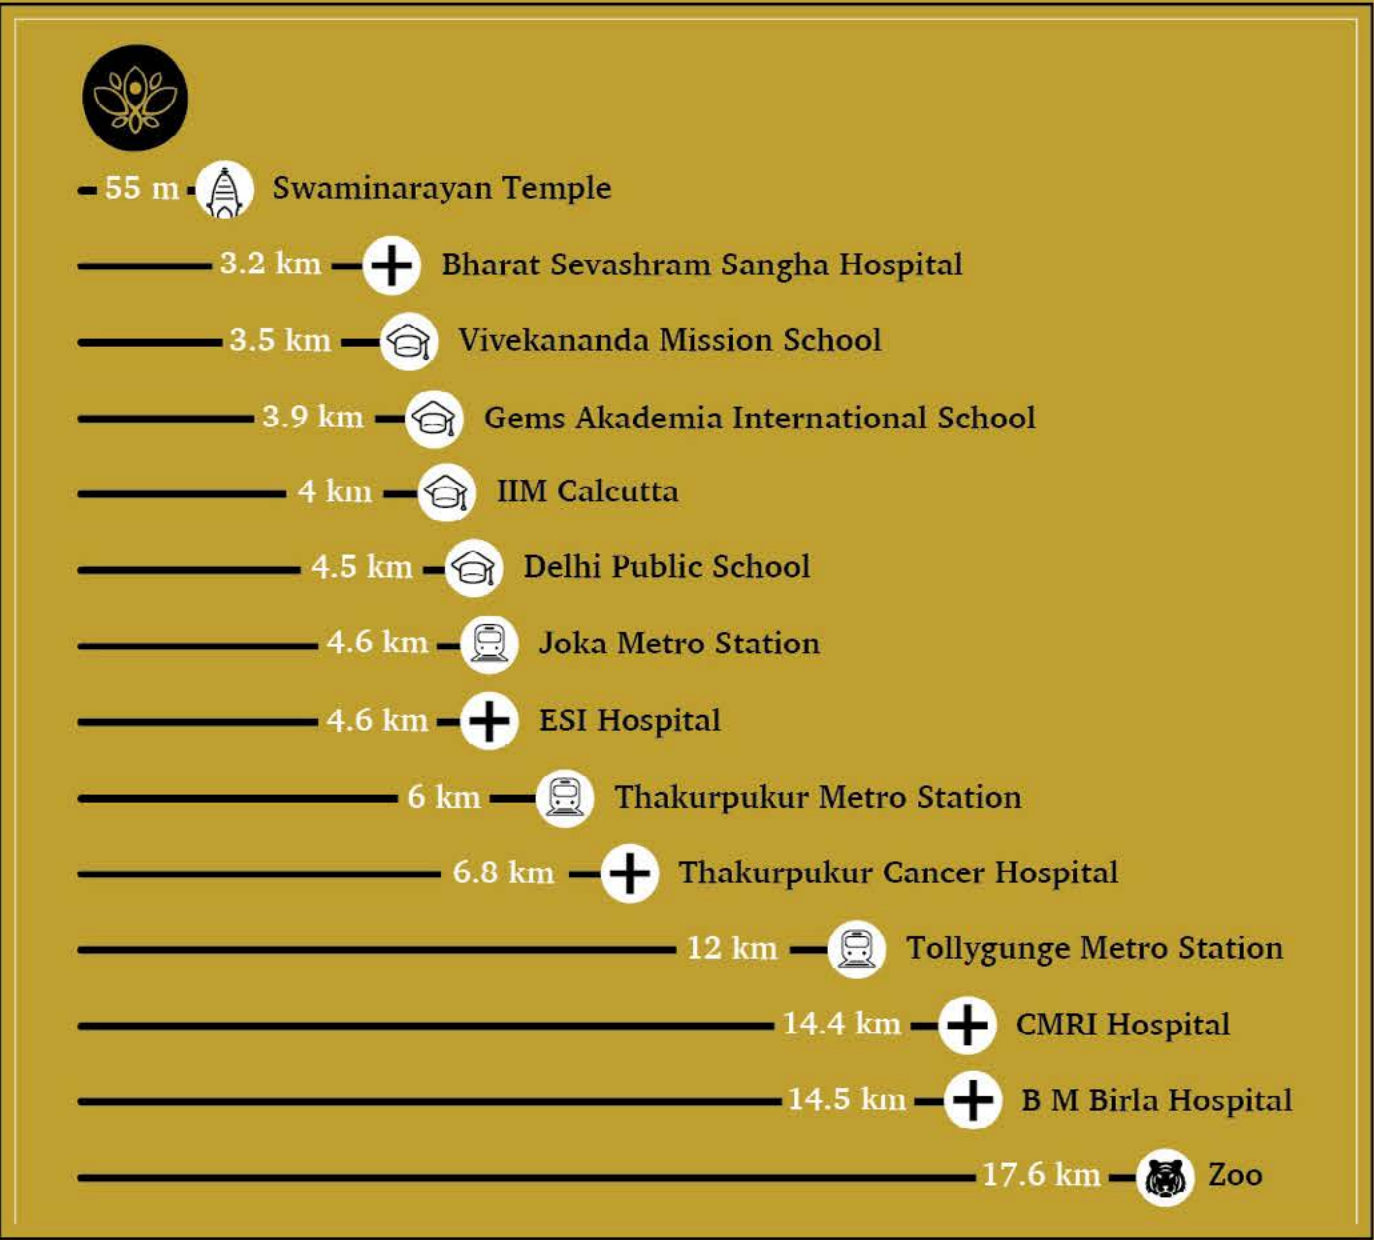 55 m Swaminarayan Temple
3.2 km Bharat Sevashram Sangha Hospital
3.5 km Vivekananda Mission School
3.9 km Gems Akademia International School
4 km IIM Calcutta
4.5 km Delhi Public School
4.6 km Joka Metro Station
4.6 km ESI Hospital
6 km Thakurpukur Metro Station
6.8 km Thakurpukur Cancer Hospital
12 km Tollygunge Metro Station
14.4 km CMRI Hospital
14.5 km B M Birla Hospital
17.6 km Zoo